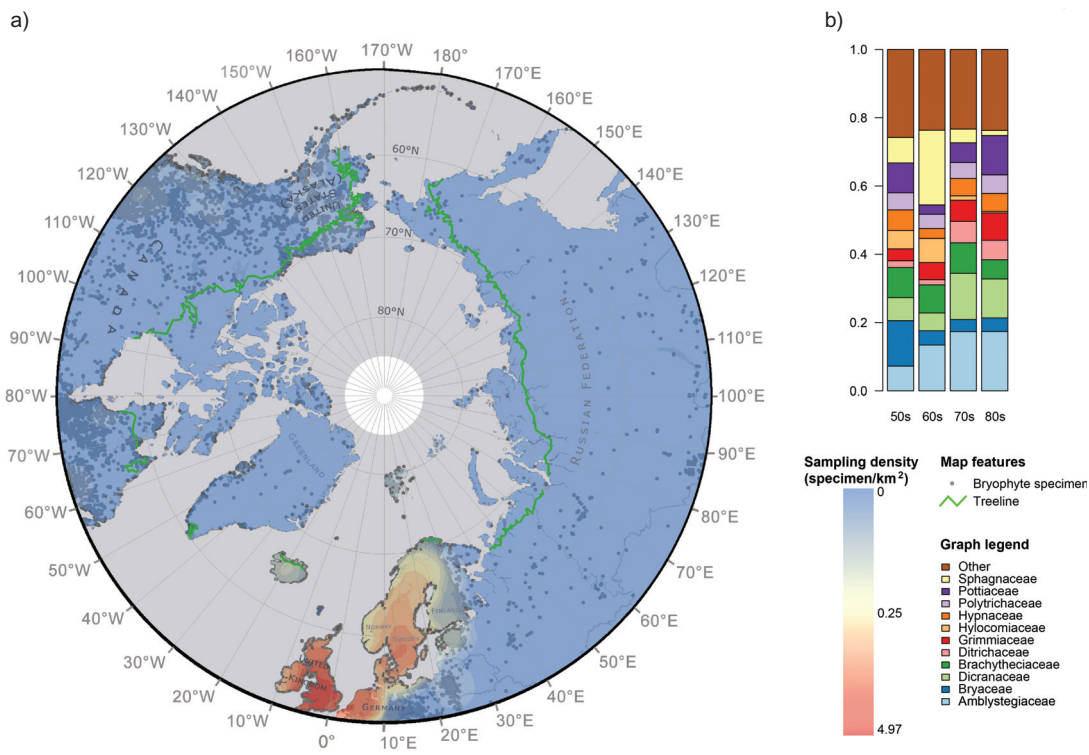 a)
b)
170°W
180°
170°E
160°W
160°E
150°W
150°E
140°W
140°E
130°W
130°E
120°W
120°E
110°W
110°E
100°W
100°E
90°W
90°E
80°W
80°E
70°W
70°E
60°W
60°E
50°W
50°E
40°W
40°E
30°W
30°E
20°W
20°E
10°W
10°E
0°
60°N
70°N
80°N
UNITED
STATES
(ALASKA)
CANADA
GREENLAND
RUSSIAN FEDERATION
NORWAY
SWEDEN
FINLAND
UNITED
KINGDOM
GERMANY
1.0
0.8
0.6
0.4
0.2
0.0
50s 60s 70s 80s
Sampling density
(specimen/km²)
0
0.25
4.97
Map features
Bryophyte specimen
Treeline
Graph legend
Other
Sphagnaceae
Pottiaceae
Polytrichaceae
Hypnaceae
Hylocomiaceae
Grimmiaceae
Ditrichaceae
Brachytheciaceae
Dicranaceae
Bryaceae
Amblystegiaceae